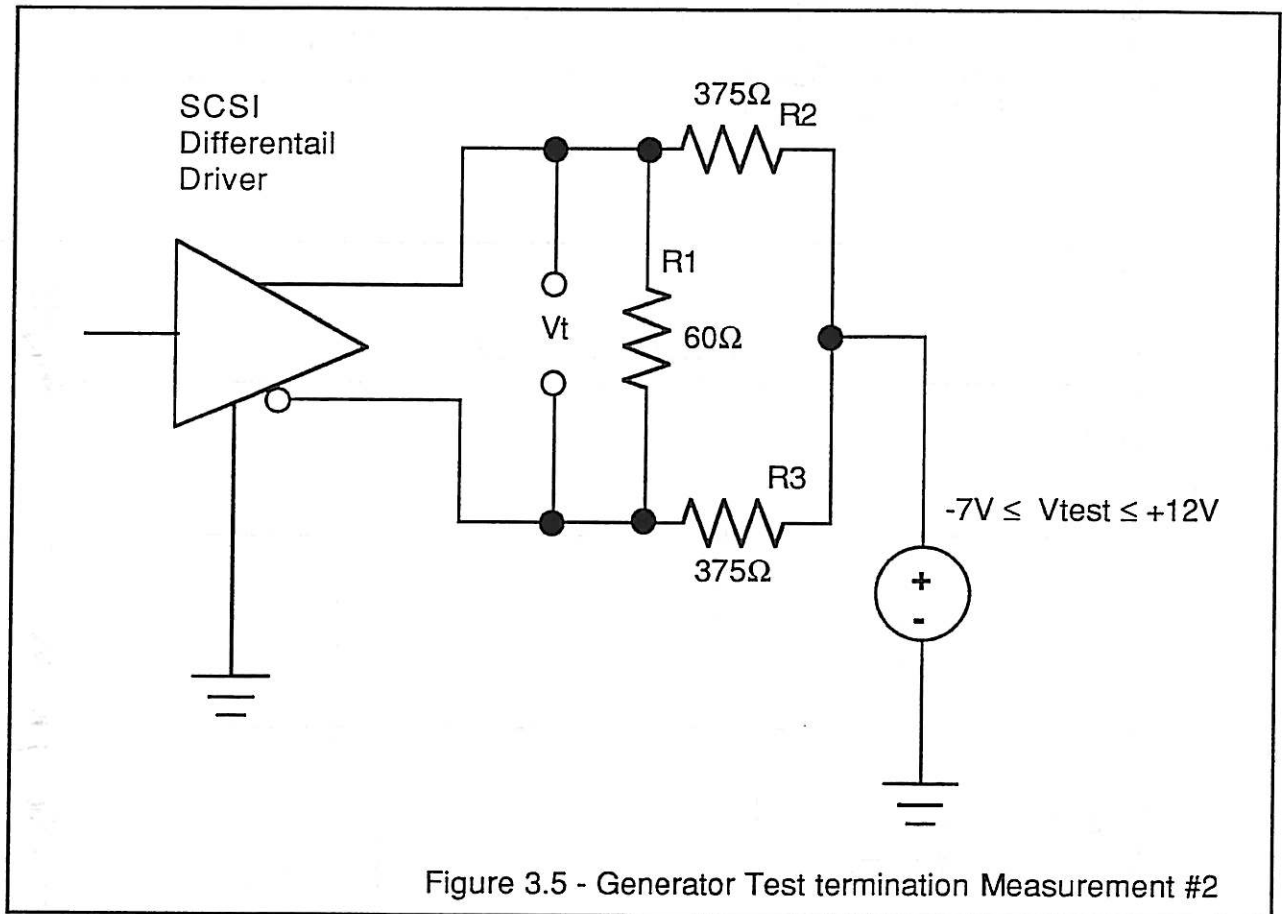 SCSI
Differentail
Driver
375Ω
R2
R1
Vt
60Ω
R3
375Ω
-7V ≤ Vtest ≤ +12V
+
-
Figure 3.5 - Generator Test termination Measurement #2